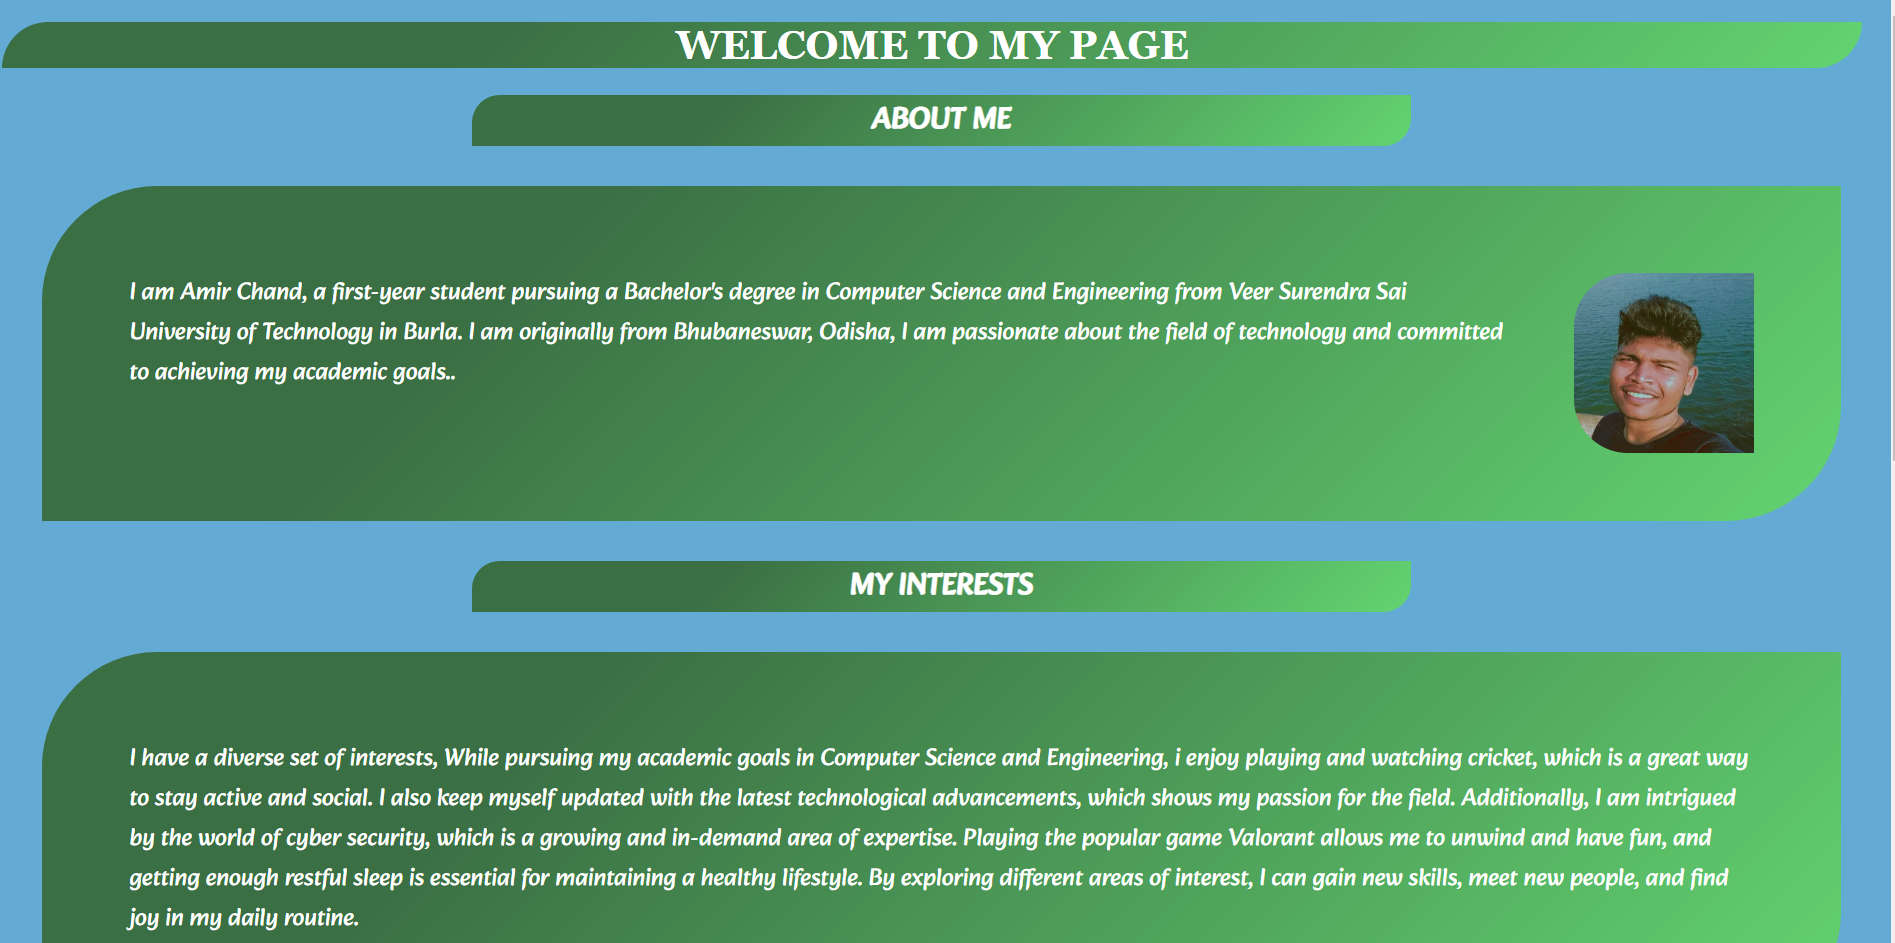 WELCOME TO MY PAGE
ABOUT ME
I am Amir Chand, a first-year student pursuing a Bachelor's degree in Computer Science and Engineering from Veer Surendra Sai
University of Technology in Burla. I am originally from Bhubaneswar, Odisha, I am passionate about the field of technology and committed
to achieving my academic goals..
MY INTERESTS
I have a diverse set of interests, While pursuing my academic goals in Computer Science and Engineering, i enjoy playing and watching cricket, which is a great way
to stay active and social. I also keep myself updated with the latest technological advancements, which shows my passion for the field. Additionally, I am intrigued
by the world of cyber security, which is a growing and in-demand area of expertise. Playing the popular game Valorant allows me to unwind and have fun, and
getting enough restful sleep is essential for maintaining a healthy lifestyle. By exploring different areas of interest, I can gain new skills, meet new people, and find
joy in my daily routine.